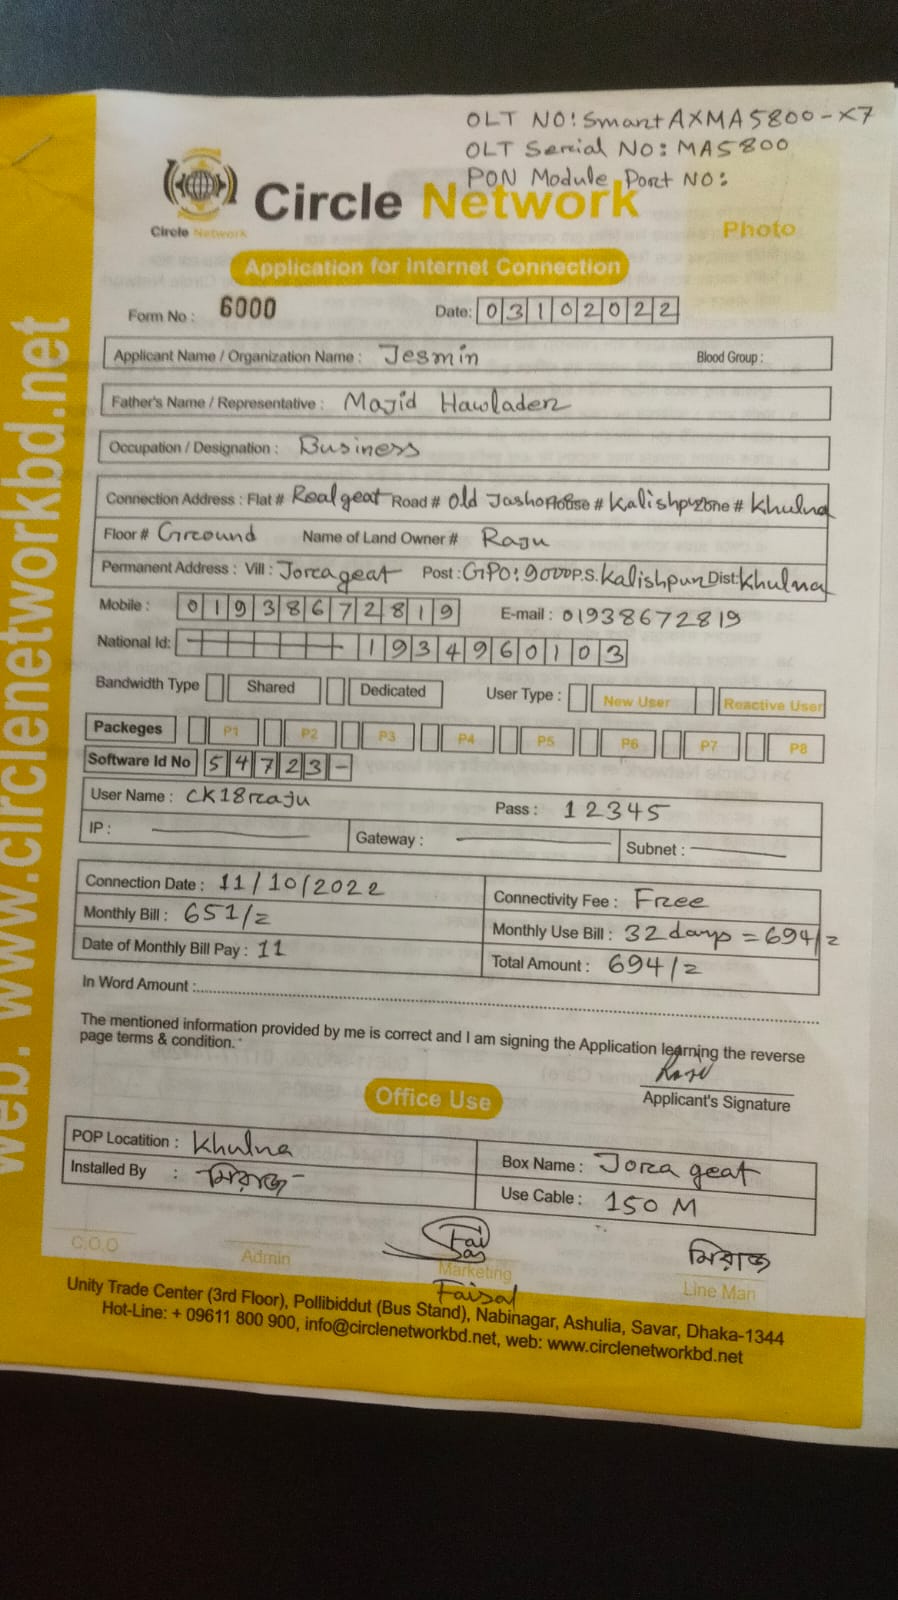 OLT NO: SmartAXMA5800-X7
OLT Serial NO: MA5800
PON Module Port NO:
Circle Network
Circle Network
Photo
Application for Internet Connection
Form No : 6000 Date: 03102022
Applicant Name / Organization Name : Jesmin Blood Group :
Father's Name / Representative : Majid Hawlader
Occupation / Designation : Business
Connection Address : Flat # Road # Old House # Kalishpur Zone # Khulna
Floor # Ground Name of Land Owner # Raju
Permanent Address : Vill : Jorageat Post : GPO: 9000 P.S. Kalishpur Dist: Khulna
Mobile : 01938672819 E-mail : 01938672819
National Id: 1934960103
Bandwidth Type Shared Dedicated User Type : New User Reactive User
Packeges P1 P2 P3 P4 P5 P6 P7 P8
Software Id No 54723-
User Name : CK18raju Pass : 12345
IP : Gateway : Subnet :
Connection Date : 11/10/2022 Connectivity Fee : Free
Monthly Bill : 651/= Monthly Use Bill : 32 days = 694/=
Date of Monthly Bill Pay : 11 Total Amount : 694/=
In Word Amount :
The mentioned information provided by me is correct and I am signing the Application learning the reverse
page terms & condition.
Applicant's Signature
Office Use
POP Locatition : Khulna Box Name : Jora geat
Installed By : মিরাজ Use Cable : 150 M
মিরাজ
C.O.O Admin Marketing Line Man
Faisal
Unity Trade Center (3rd Floor), Pollibiddut (Bus Stand), Nabinagar, Ashulia, Savar, Dhaka-1344
Hot-Line: + 09611 800 900, info@circlenetworkbd.net, web: www.circlenetworkbd.net
web. www.circlenetworkbd.net